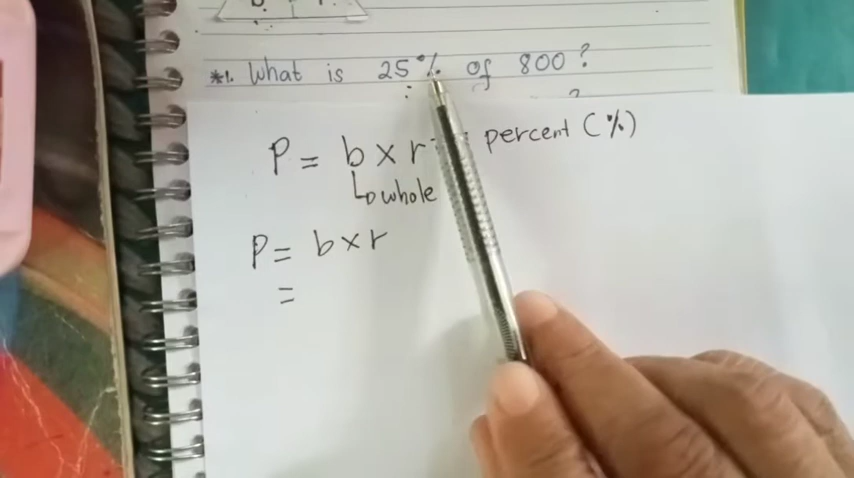 *1. What is 25% of 800?
?
P = b × r → percent (%)
↳ whole
P = b × r
=